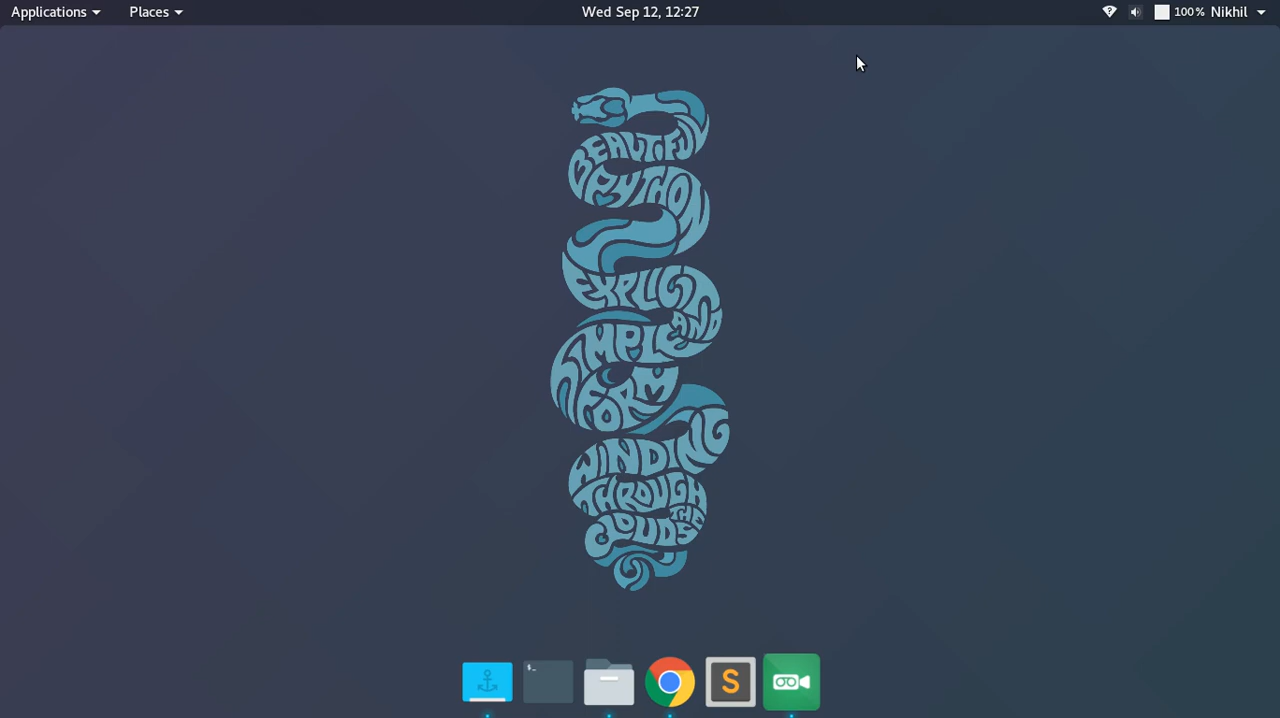 Applications Places Wed Sep 12, 12:27 100% Nikhil
BEAUTIFUL
PYTHON
EXPLICIT
AND
SIMPLE
FORM
WINDING
THROUGH
THE
CLOUDS
$_
S